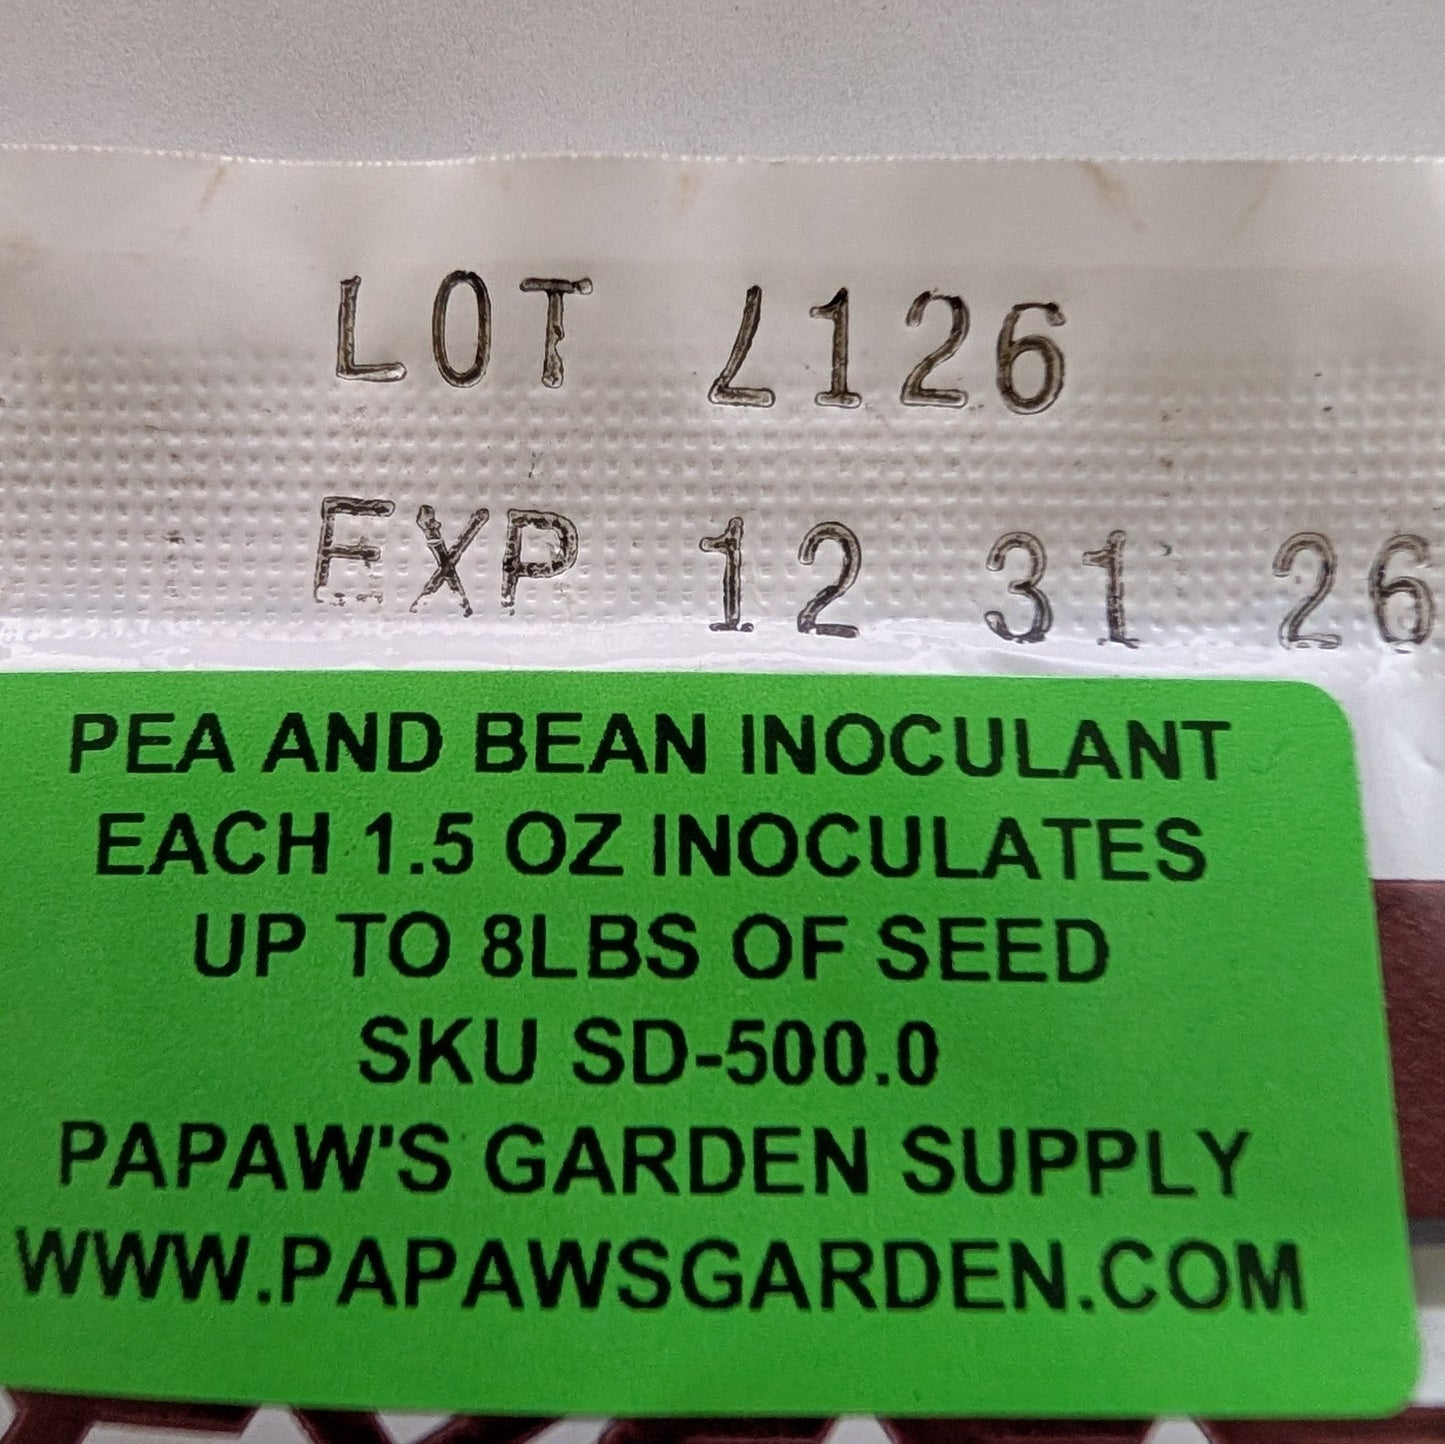 LOT 7126
EXP 12 31 26
PEA AND BEAN INOCULANT
EACH 1.5 OZ INOCULATES
UP TO 8LBS OF SEED
SKU SD-500.0
PAPAW'S GARDEN SUPPLY
WWW.PAPAWSGARDEN.COM